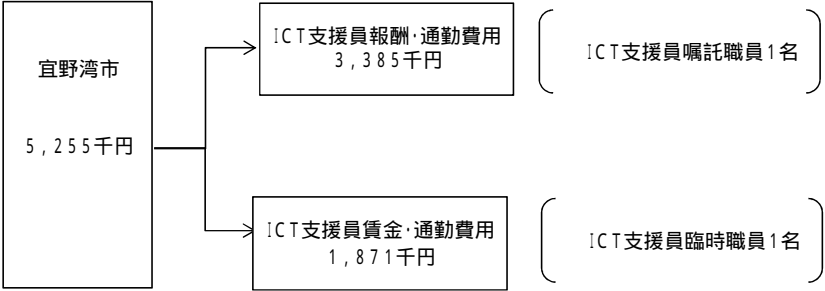 宜野湾市
5,255千円
ICT支援員報酬・通勤費用
3,385千円
ICT支援員嘱託職員1名
ICT支援員賃金・通勤費用
1,871千円
ICT支援員臨時職員1名